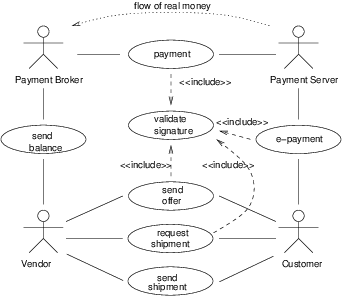 flow of real money
payment
Payment Broker
Payment Server
<<include>>
validate
signature
<<include>>
send
balance
e-payment
<<include>>
<<include>>
send
offer
request
shipment
Vendor
Customer
send
shipment